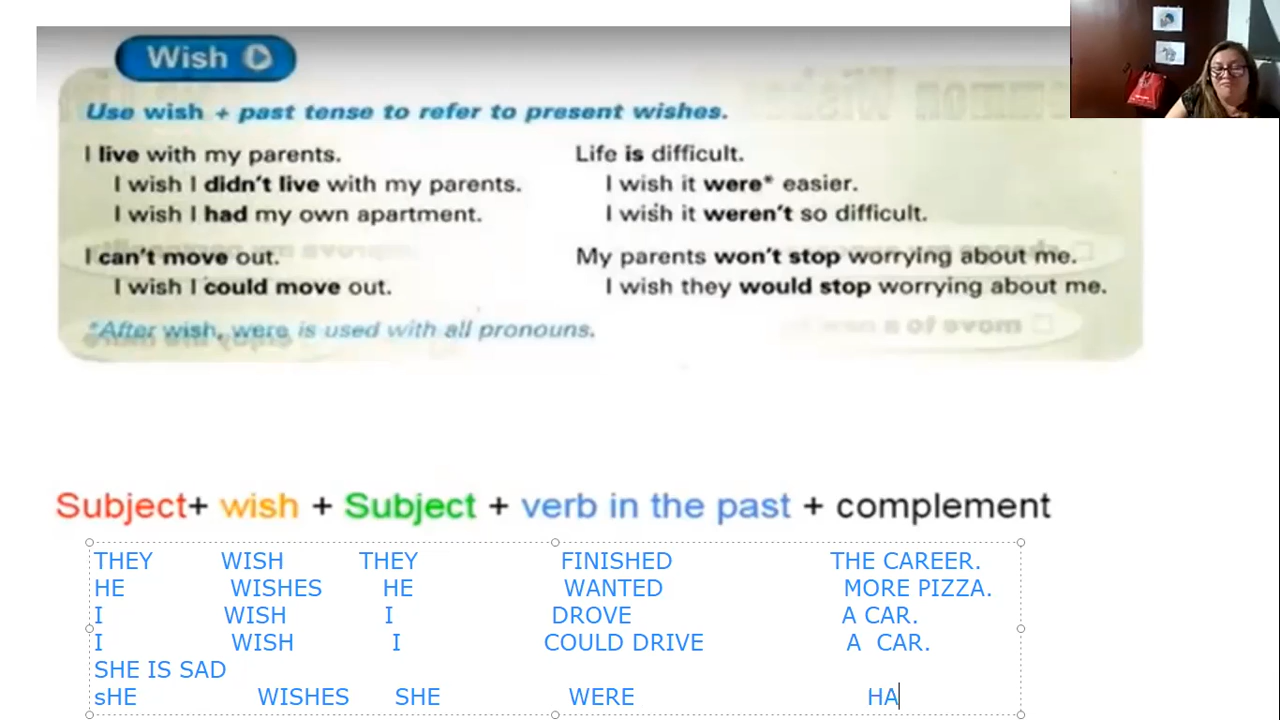 Wish
Use wish + past tense to refer to present wishes.
I live with my parents.
I wish I didn't live with my parents.
I wish I had my own apartment.
I can't move out.
I wish I could move out.
*After wish, were is used with all pronouns.
Life is difficult.
I wish it were* easier.
I wish it weren't so difficult.
My parents won't stop worrying about me.
I wish they would stop worrying about me.
Subject+ wish + Subject + verb in the past + complement
THEY WISH THEY FINISHED THE CAREER.
HE WISHES HE WANTED MORE PIZZA.
I WISH I DROVE A CAR.
I WISH I COULD DRIVE A CAR.
SHE IS SAD
sHE WISHES SHE WERE HA